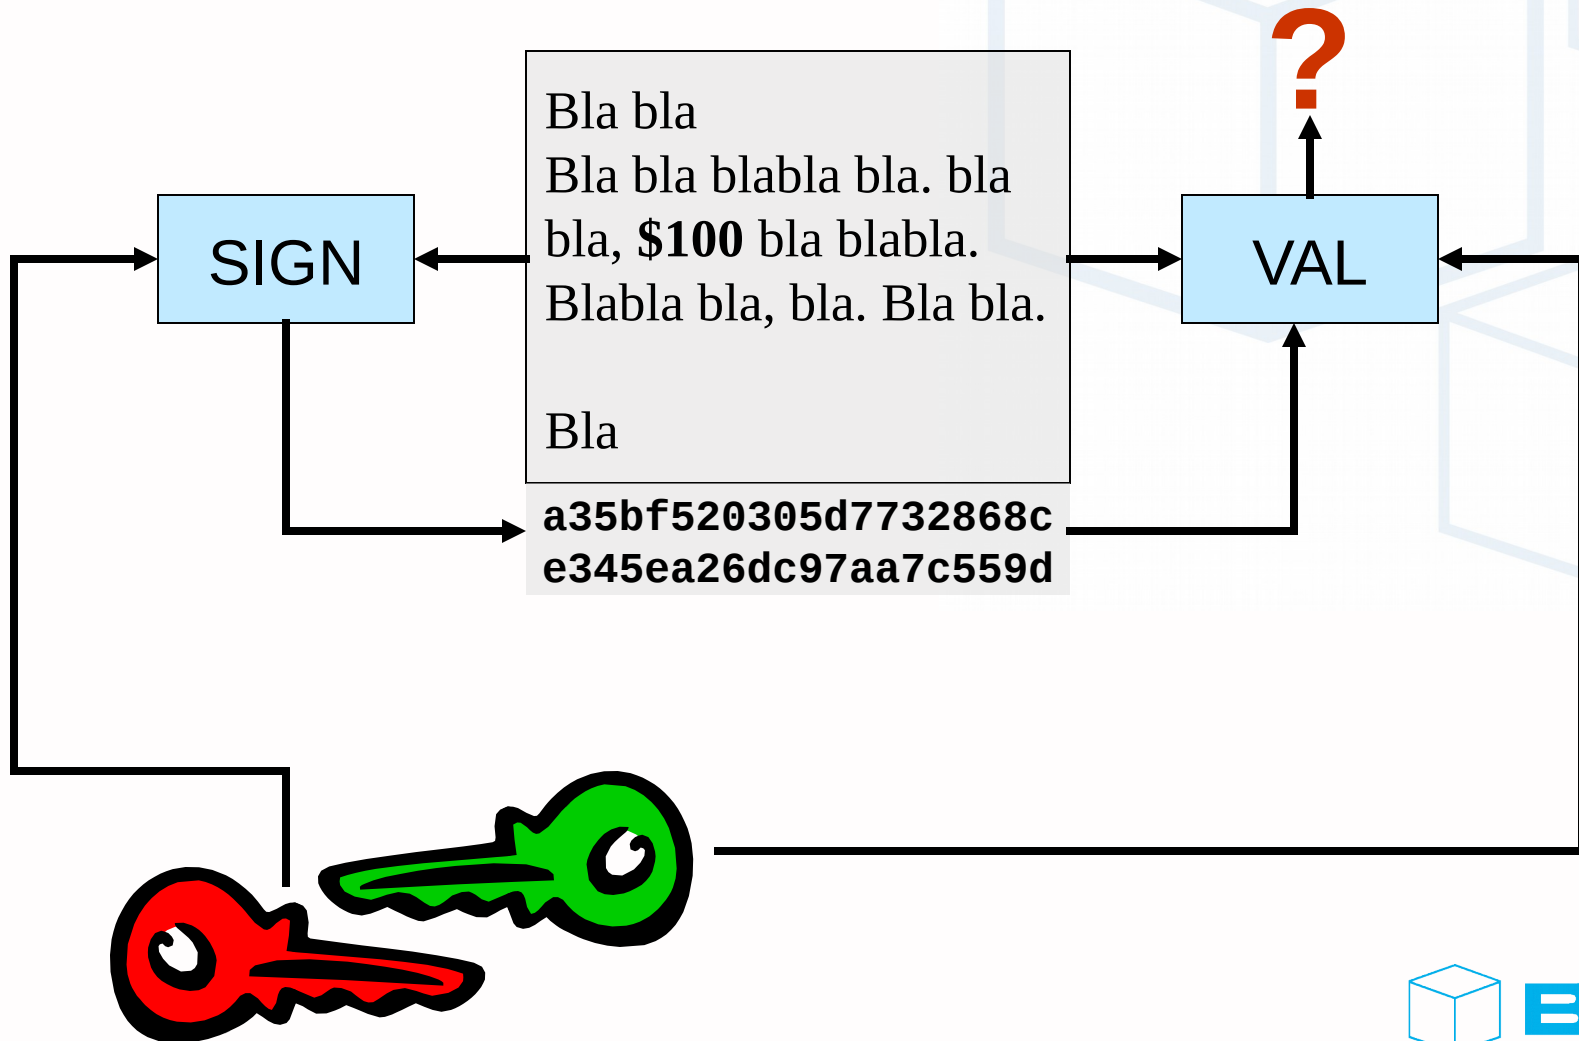 ?
Bla bla
Bla bla blabla bla. bla
bla, $100 bla blabla.
Blabla bla, bla. Bla bla.
Bla
SIGN
VAL
a35bf520305d7732868c
e345ea26dc97aa7c559d
B